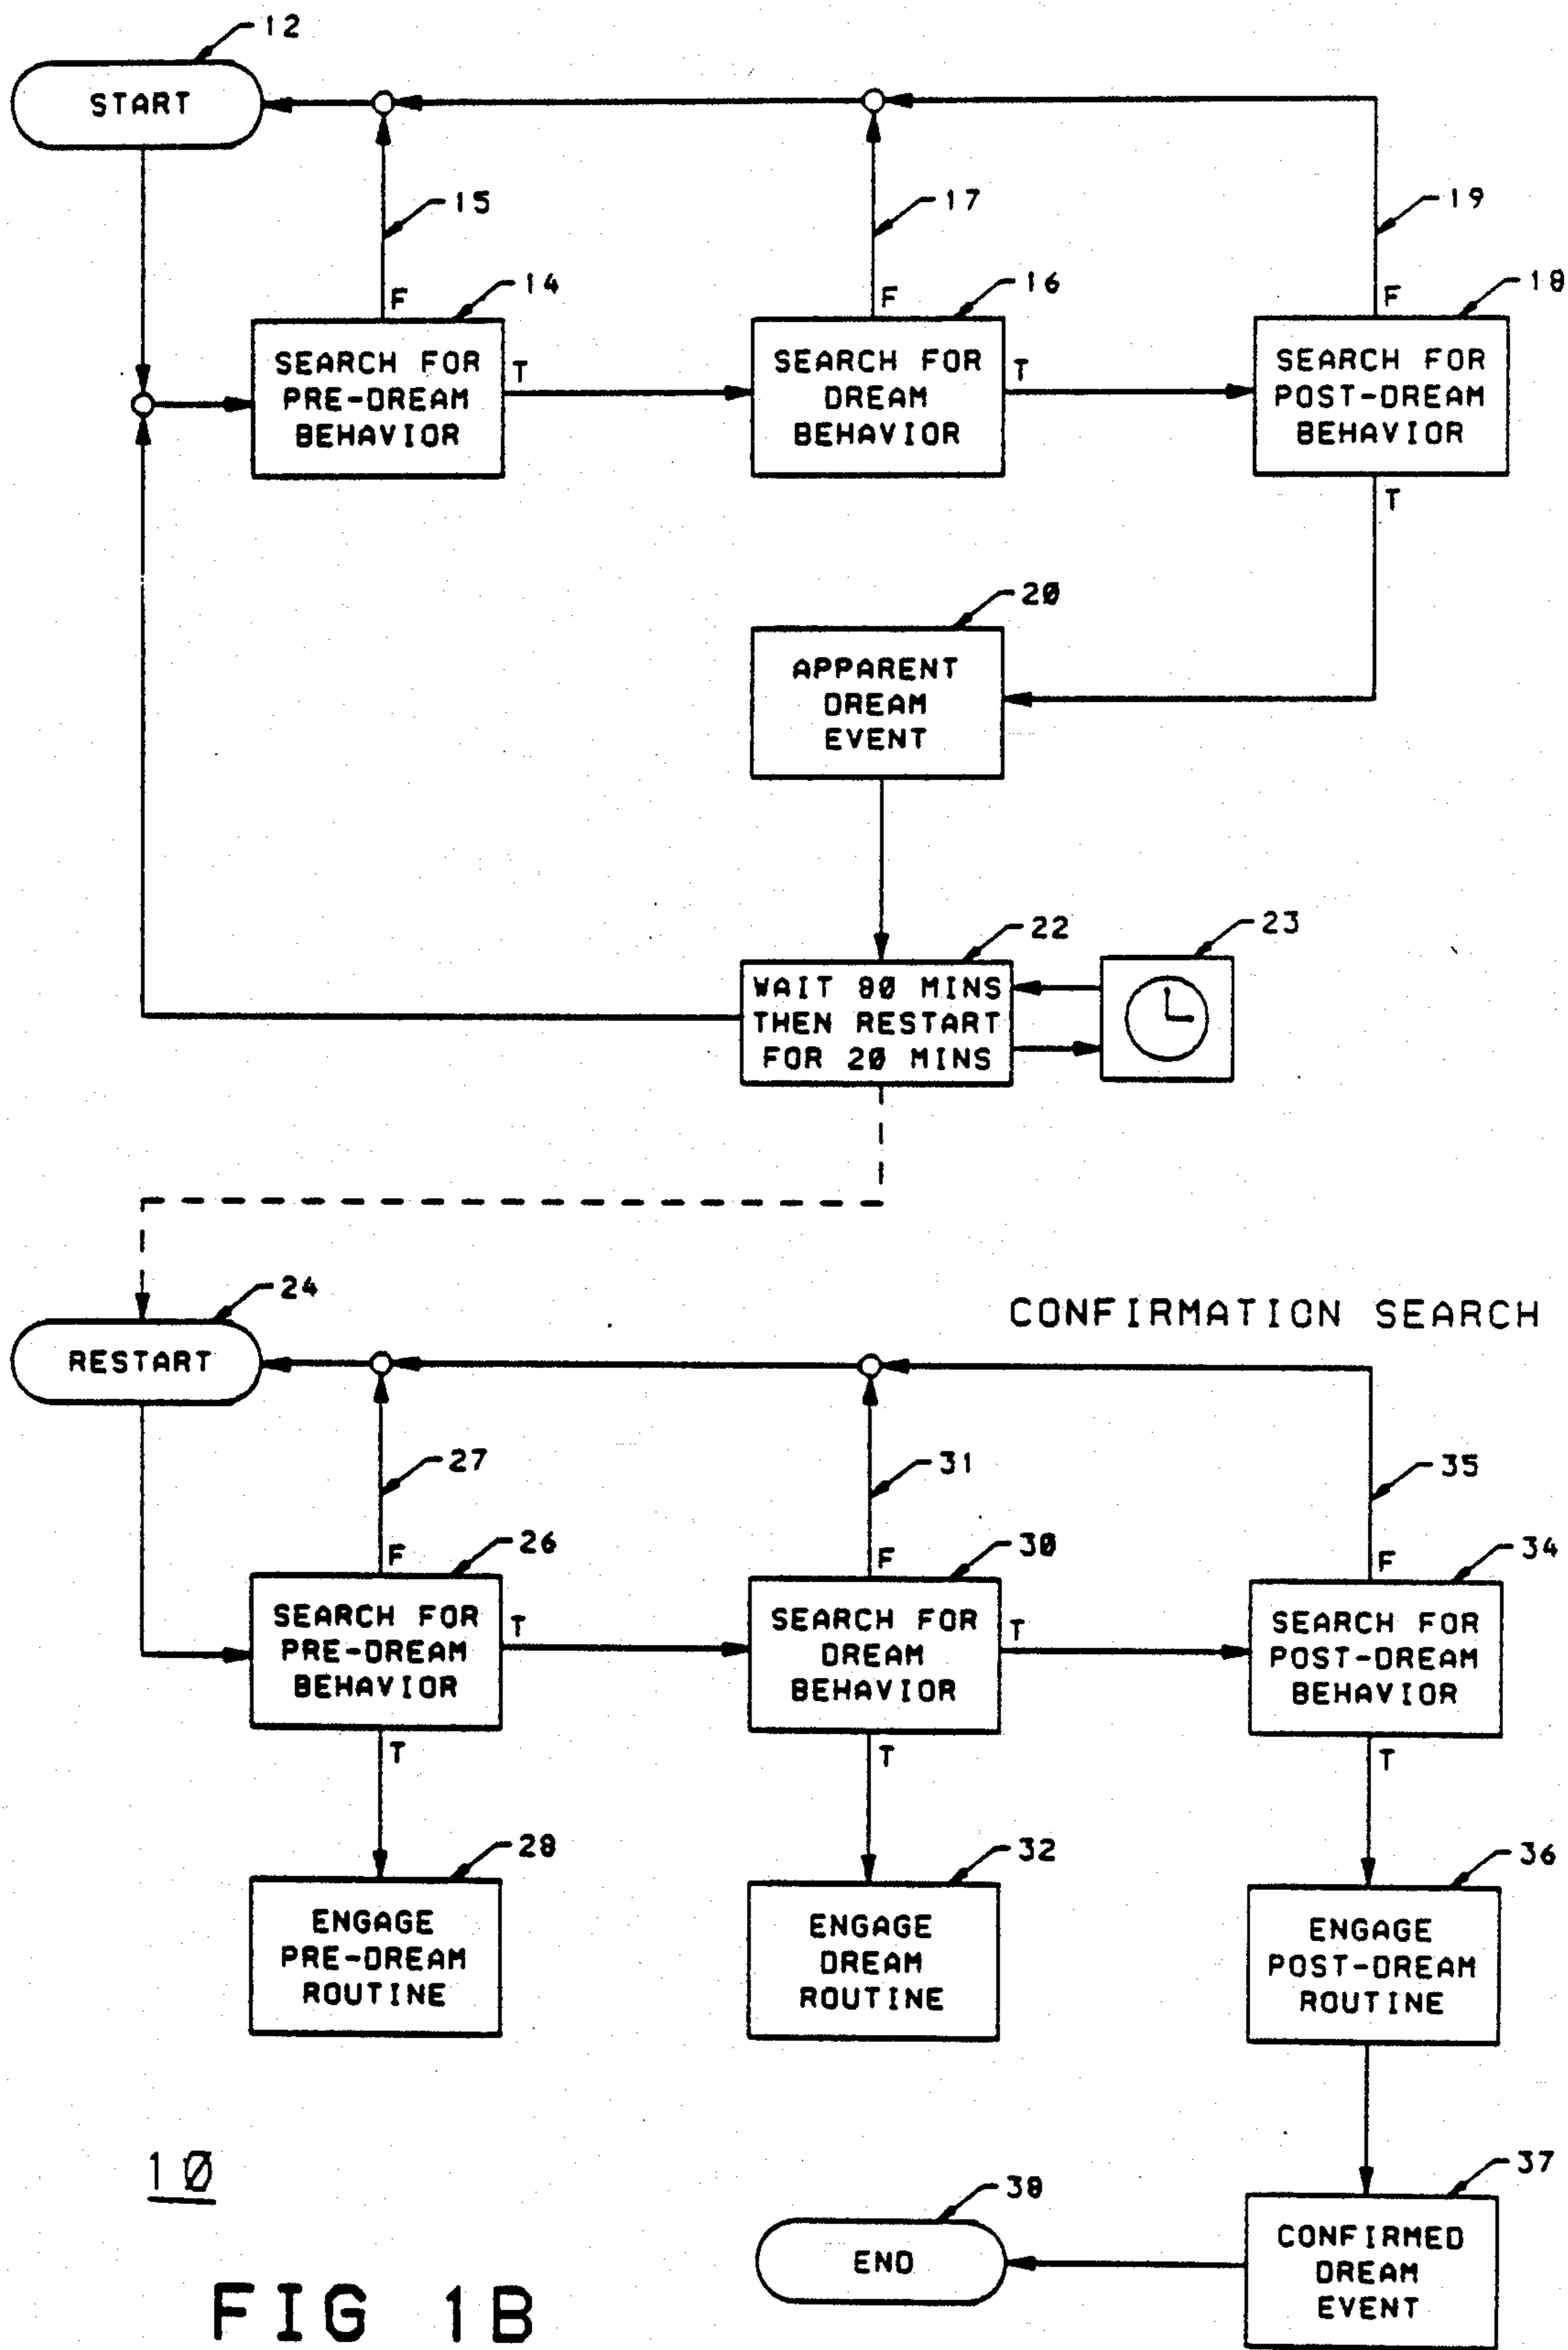 12
START
15
17
19
F
14
F
16
F
18
SEARCH FOR
PRE-DREAM
BEHAVIOR
T
SEARCH FOR
DREAM
BEHAVIOR
T
SEARCH FOR
POST-DREAM
BEHAVIOR
T
20
APPARENT
DREAM
EVENT
22
23
WAIT 80 MINS
THEN RESTART
FOR 20 MINS
24
CONFIRMATION SEARCH
RESTART
27
31
35
F
26
F
30
F
34
SEARCH FOR
PRE-DREAM
BEHAVIOR
T
SEARCH FOR
DREAM
BEHAVIOR
T
SEARCH FOR
POST-DREAM
BEHAVIOR
T
T
T
28
32
36
ENGAGE
PRE-DREAM
ROUTINE
ENGAGE
DREAM
ROUTINE
ENGAGE
POST-DREAM
ROUTINE
10
37
38
END
CONFIRMED
DREAM
EVENT
FIG 1B